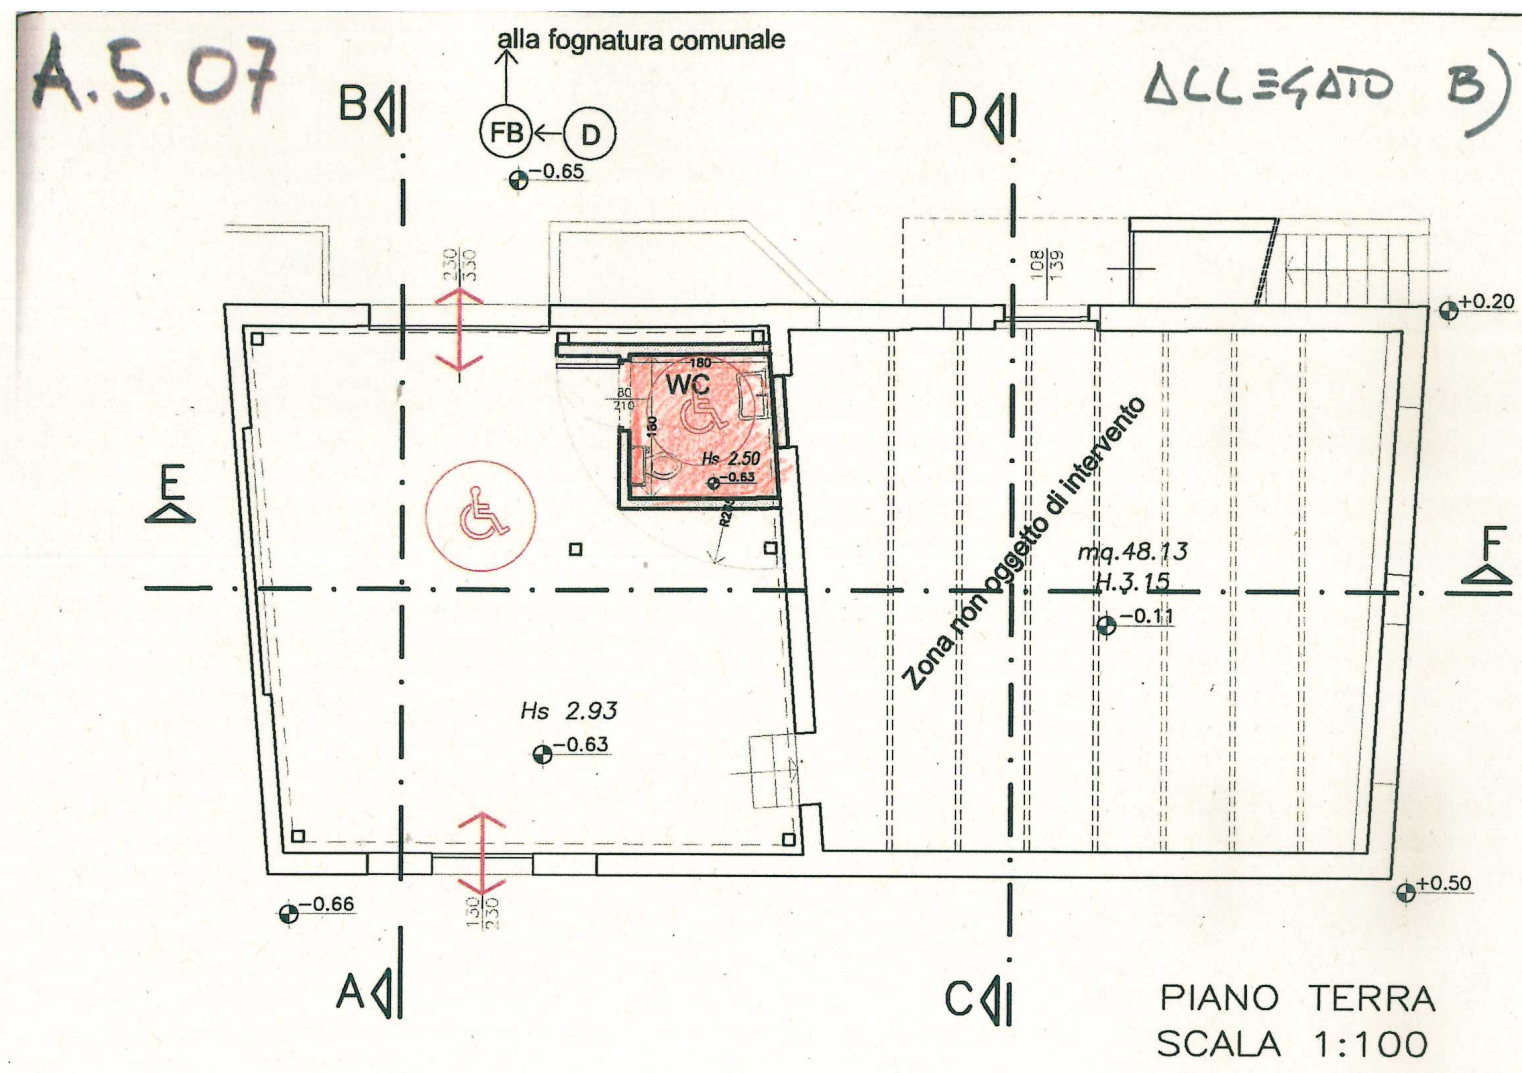 A.5.07
alla fognatura comunale
ALLEGATO B)
B
FB
D
D
-0.65
230
330
108
139
+0.20
180
WC
80
210
180
Hs 2.50
-0.63
E
Zona non oggetto di intervento
mq.48.13
H.3.15
-0.11
F
Hs 2.93
-0.63
-0.66
130
230
+0.50
A
C
PIANO TERRA
SCALA 1:100